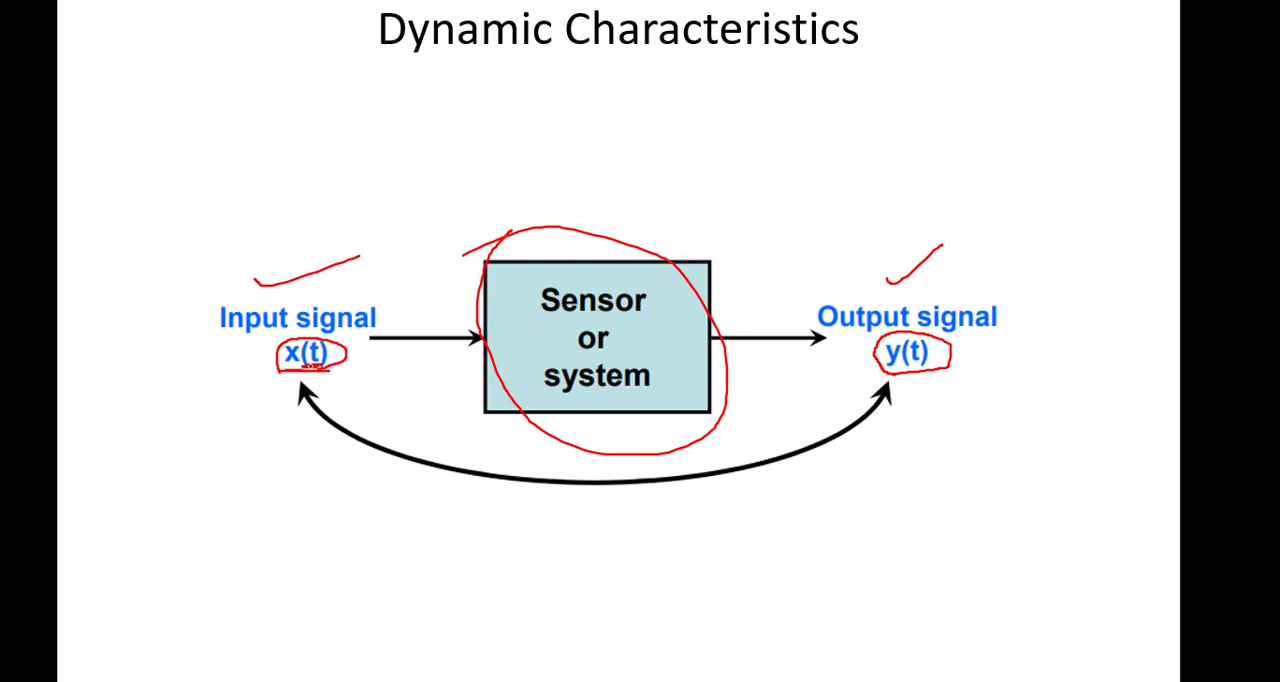 Dynamic Characteristics
Input signal
x(t)
Sensor
or
system
Output signal
y(t)